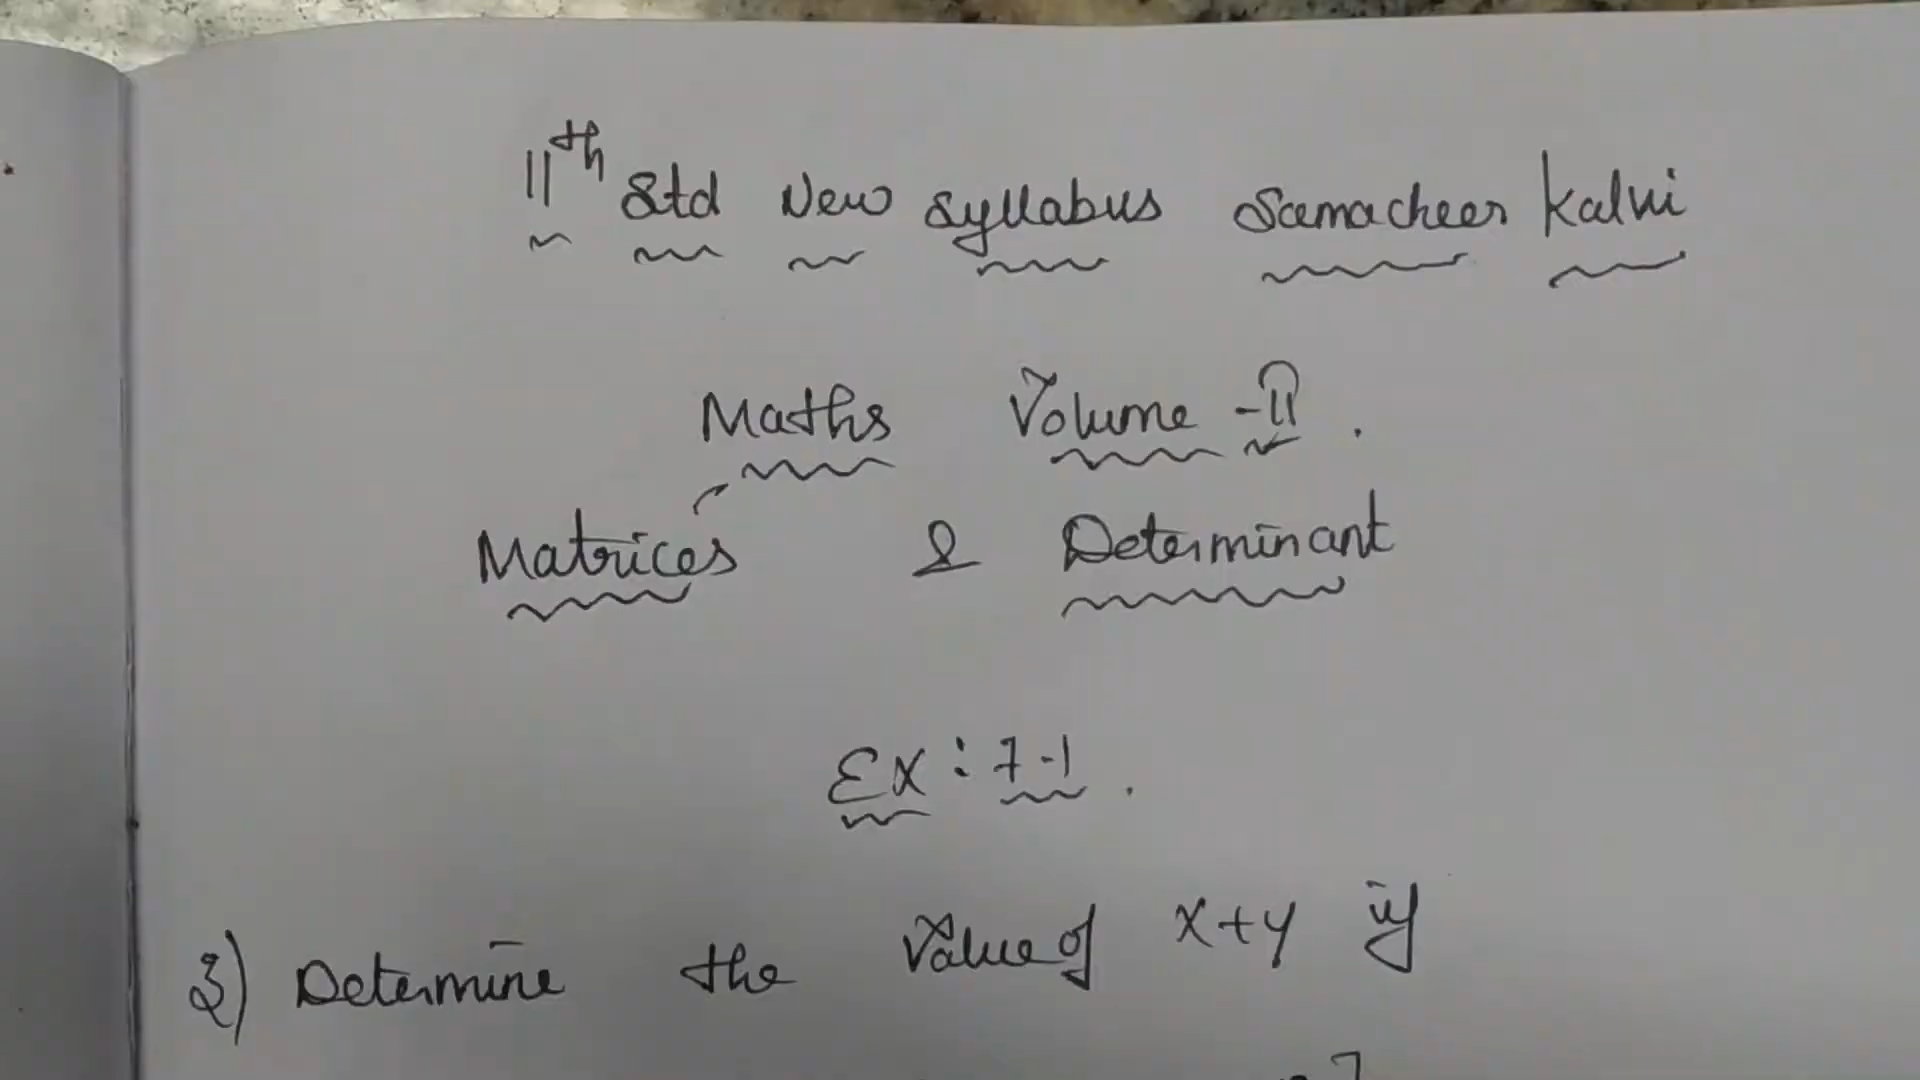 11th Std New Syllabus Samacheer Kalvi
Maths Volume - II .
Matrices & Determinant
Ex : 7.1 .
3) Determine the Value of x+y if